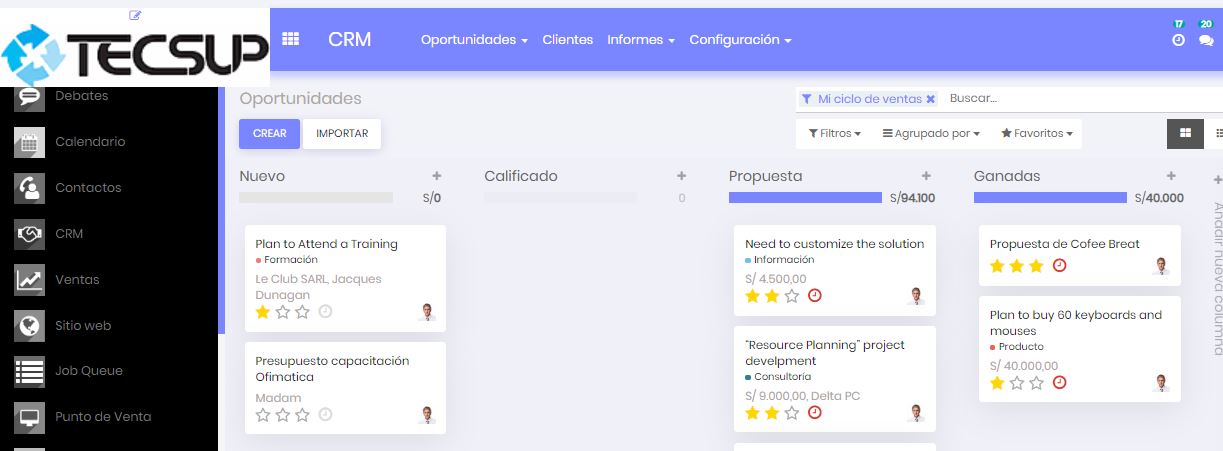 TECSUP
CRM
Oportunidades
Clientes
Informes
Configuración
17
20
Debates
Calendario
Contactos
CRM
Ventas
Sitio web
Job Queue
Punto de Venta
Oportunidades
Mi ciclo de ventas
Buscar...
CREAR
IMPORTAR
Filtros
Agrupado por
Favoritos
Nuevo
S/0
Plan to Attend a Training
Formación
Le Club SARL, Jacques
Dunagan
Presupuesto capacitación
Ofimatica
Madam
Calificado
0
Propuesta
S/94.100
Need to customize the solution
Información
S/ 4.500,00
"Resource Planning" project
develpment
Consultoría
S/ 9.000,00, Delta PC
Ganadas
S/40.000
Propuesta de Cofee Breat
Plan to buy 60 keyboards and
mouses
Producto
S/ 40.000,00
Añadir nueva columna